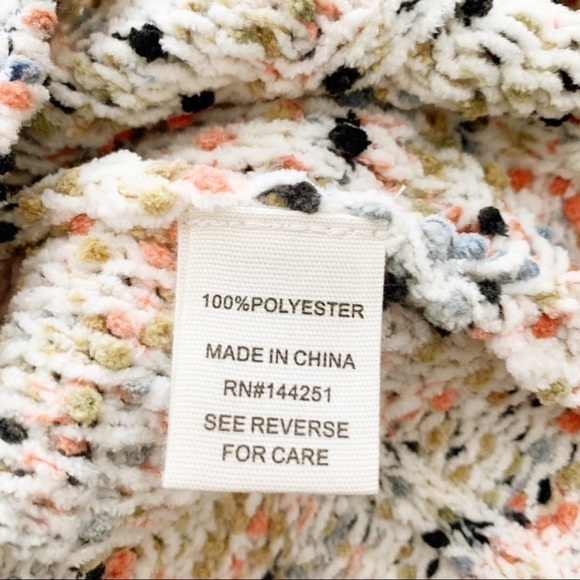 100%POLYESTER
MADE IN CHINA
RN#144251
SEE REVERSE
FOR CARE